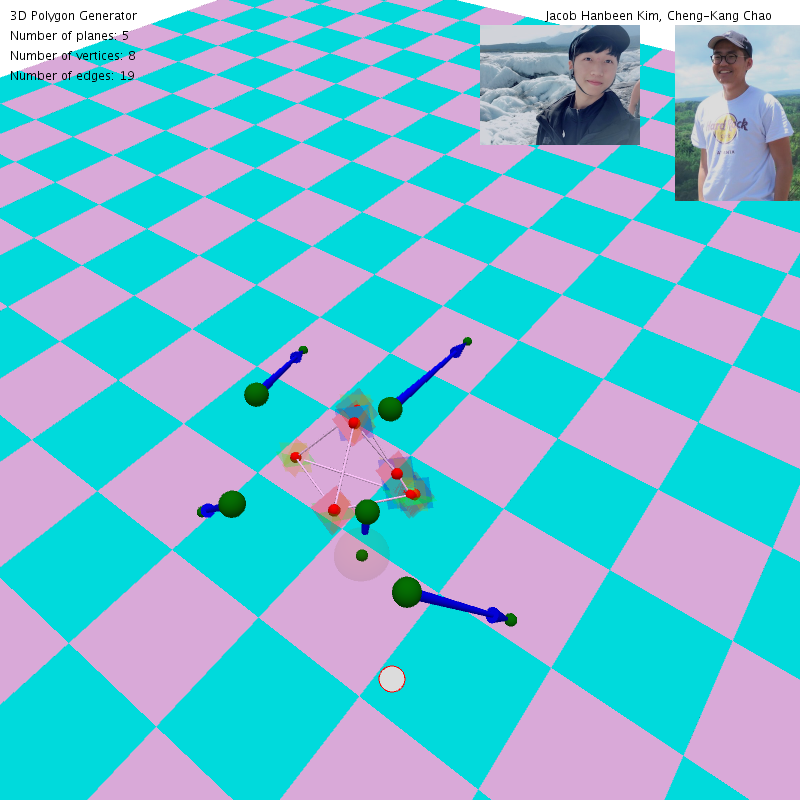 3D Polygon Generator
Jacob Hanbeen Kim, Cheng-Kang Chao
Number of planes: 5
Number of vertices: 8
Number of edges: 19